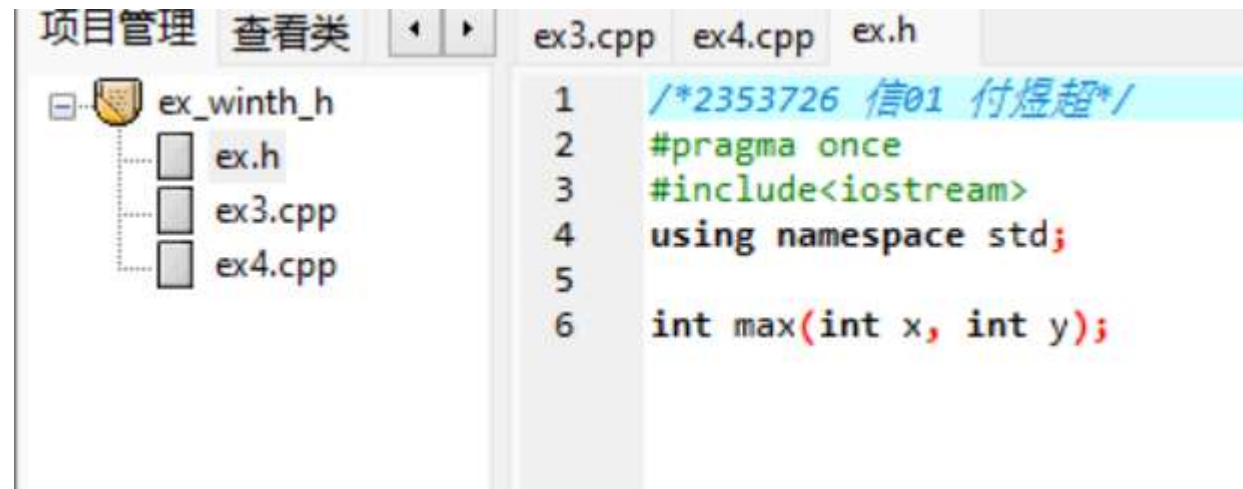 项目管理 查看类
ex3.cpp ex4.cpp ex.h
ex_winth_h
ex.h
ex3.cpp
ex4.cpp
1 /*2353726 信01 付煜超*/
2 #pragma once
3 #include<iostream>
4 using namespace std;
5
6 int max(int x, int y);